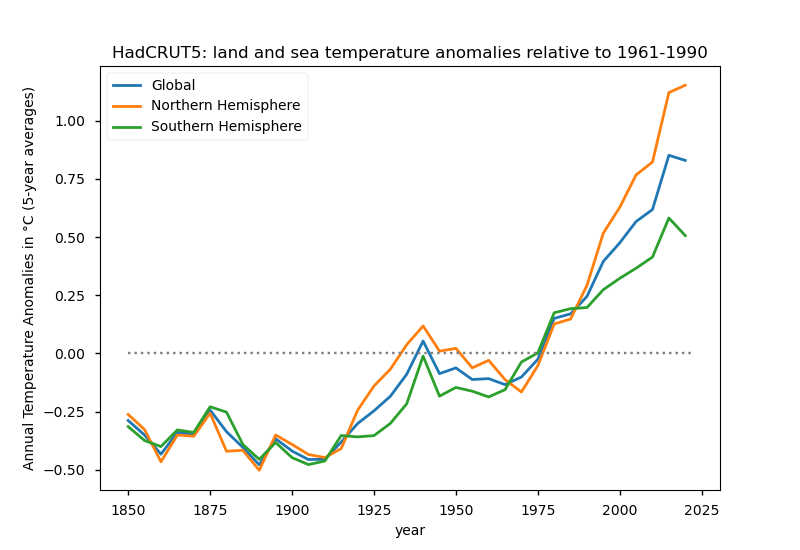 HadCRUT5: land and sea temperature anomalies relative to 1961-1990
Global
Northern Hemisphere
Southern Hemisphere
Annual Temperature Anomalies in °C (5-year averages)
1.00
0.75
0.50
0.25
0.00
−0.25
−0.50
1850 1875 1900 1925 1950 1975 2000 2025
year